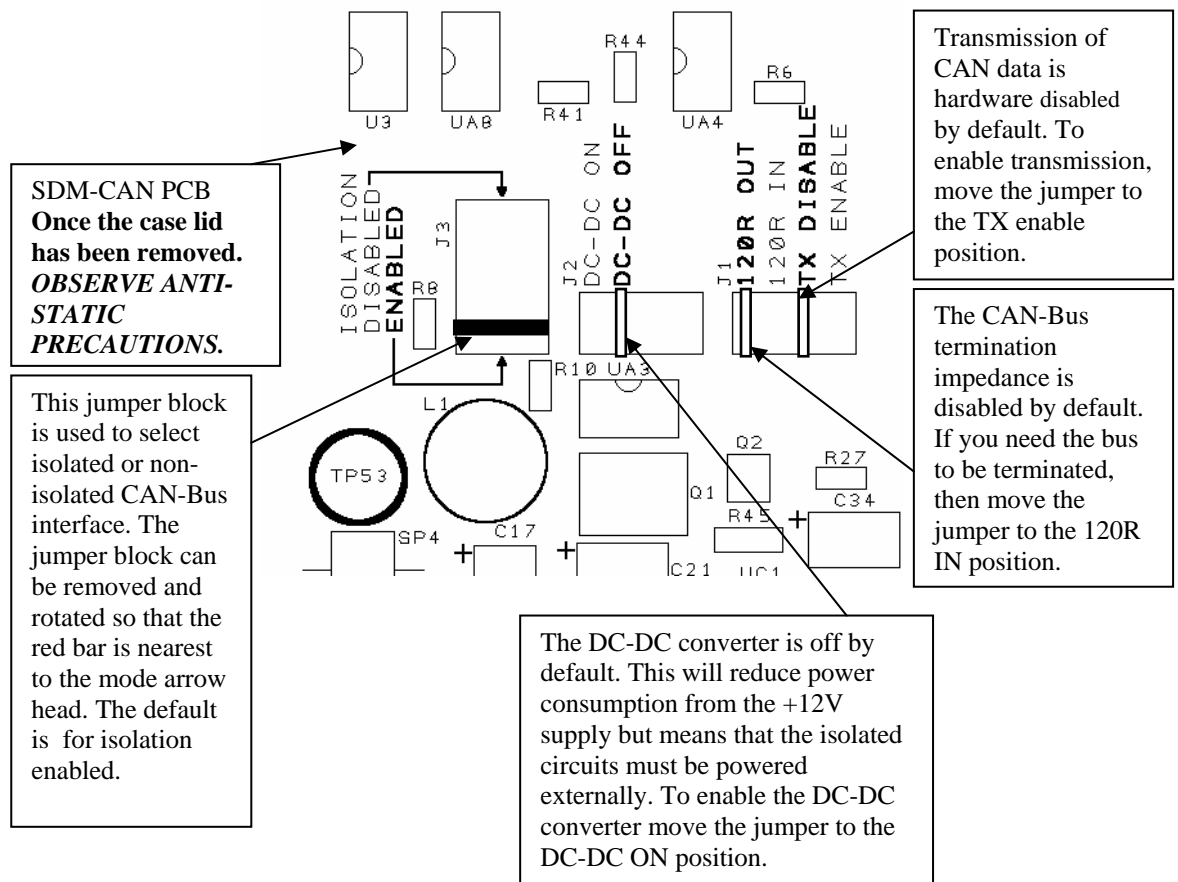 SDM-CAN PCB
Once the case lid
has been removed.
OBSERVE ANTI-
STATIC
PRECAUTIONS.
This jumper block
is used to select
isolated or non-
isolated CAN-Bus
interface. The
jumper block can
be removed and
rotated so that the
red bar is nearest
to the mode arrow
head. The default
is for isolation
enabled.
U3
UA8
R41
R44
UA4
R6
ISOLATION
DISABLED
ENABLED
R8
J3
J2
DC-DC ON
DC-DC OFF
J1
120R OUT
120R IN
TX DISABLE
TX ENABLE
R10
UA3
L1
TP53
SP4
C17
+
+
C21
Q1
Q2
R45
UC1
R27
+
C34
Transmission of
CAN data is
hardware disabled
by default. To
enable transmission,
move the jumper to
the TX enable
position.
The CAN-Bus
termination
impedance is
disabled by default.
If you need the bus
to be terminated,
then move the
jumper to the 120R
IN position.
The DC-DC converter is off by
default. This will reduce power
consumption from the +12V
supply but means that the isolated
circuits must be powered
externally. To enable the DC-DC
converter move the jumper to the
DC-DC ON position.